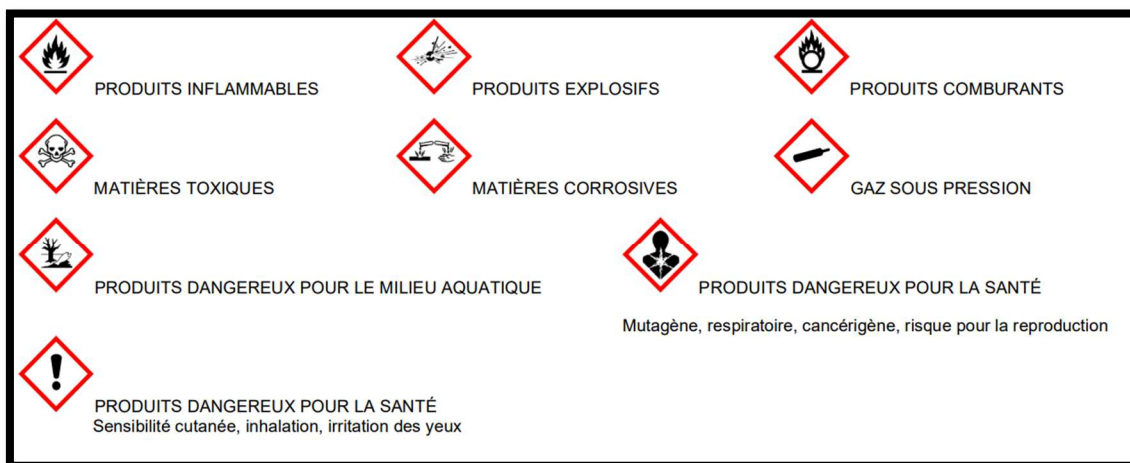 PRODUITS INFLAMMABLES
PRODUITS EXPLOSIFS
PRODUITS COMBURANTS
MATIÈRES TOXIQUES
MATIÈRES CORROSIVES
GAZ SOUS PRESSION
PRODUITS DANGEREUX POUR LE MILIEU AQUATIQUE
PRODUITS DANGEREUX POUR LA SANTÉ
Mutagène, respiratoire, cancérigène, risque pour la reproduction
PRODUITS DANGEREUX POUR LA SANTÉ
Sensibilité cutanée, inhalation, irritation des yeux